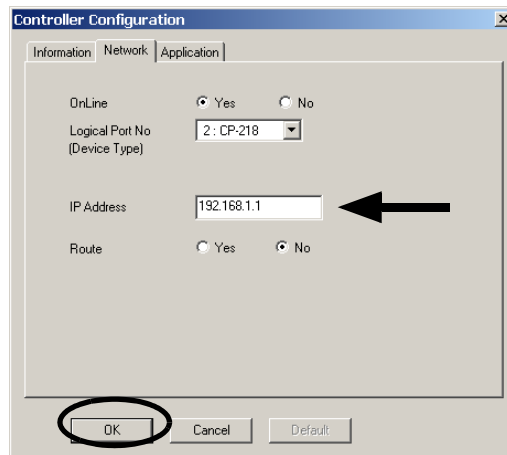 Controller Configuration
Information Network Application
OnLine Yes No
Logical Port No 2 : CP-218
(Device Type)
IP Address 192.168.1.1
Route Yes No
OK Cancel Default